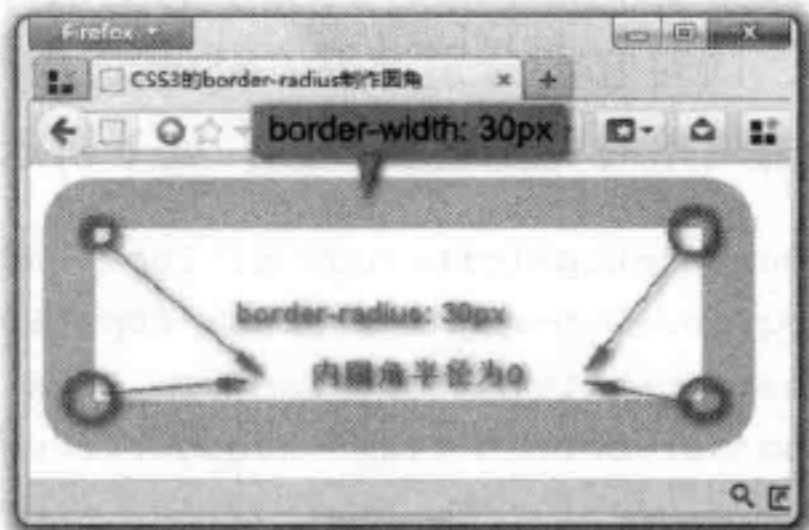 Firefox
CSS3的border-radius制作圆角
border-width: 30px
border-radius: 30px
内圆角半径为0